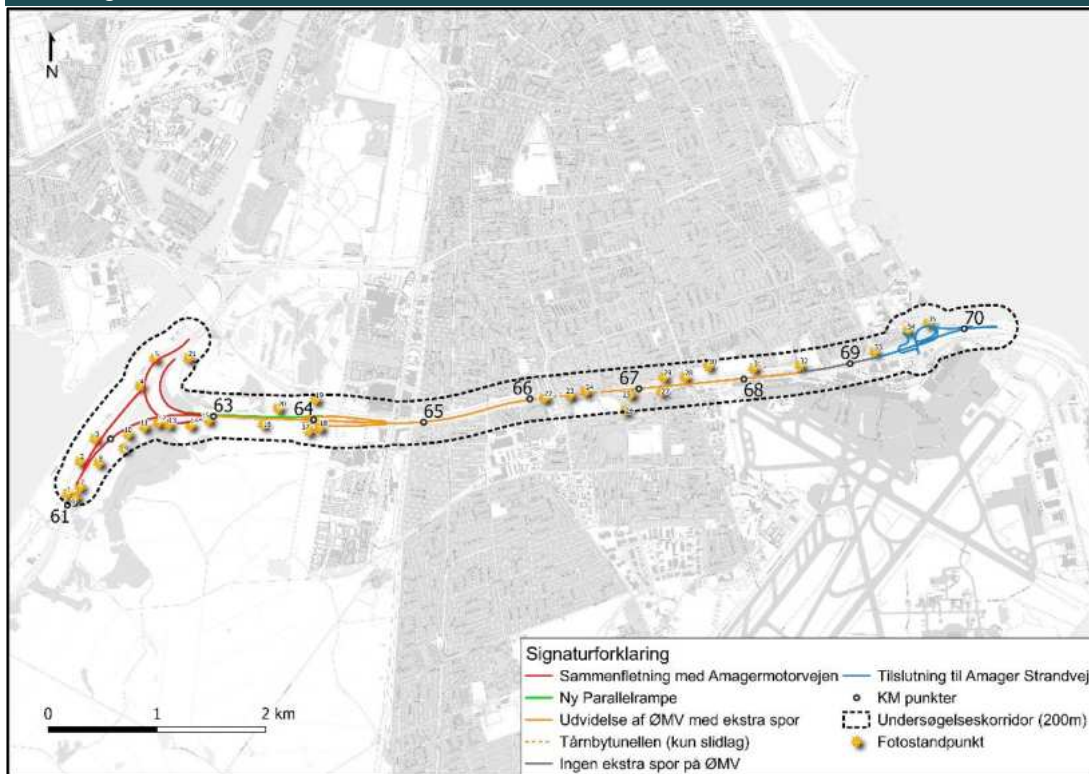 N
61
63
64
65
66
67
68
69
70
0 1 2 km
Signaturforklaring
Sammenfletning med Amagermotorvejen
Ny Parallelrampe
Udvidelse af ØMV med ekstra spor
Tårnbytunellen (kun slidlag)
Ingen ekstra spor på ØMV
Tilslutning til Amager Strandvej
KM punkter
Undersøgelseskorridor (200m)
Fotostandpunkt